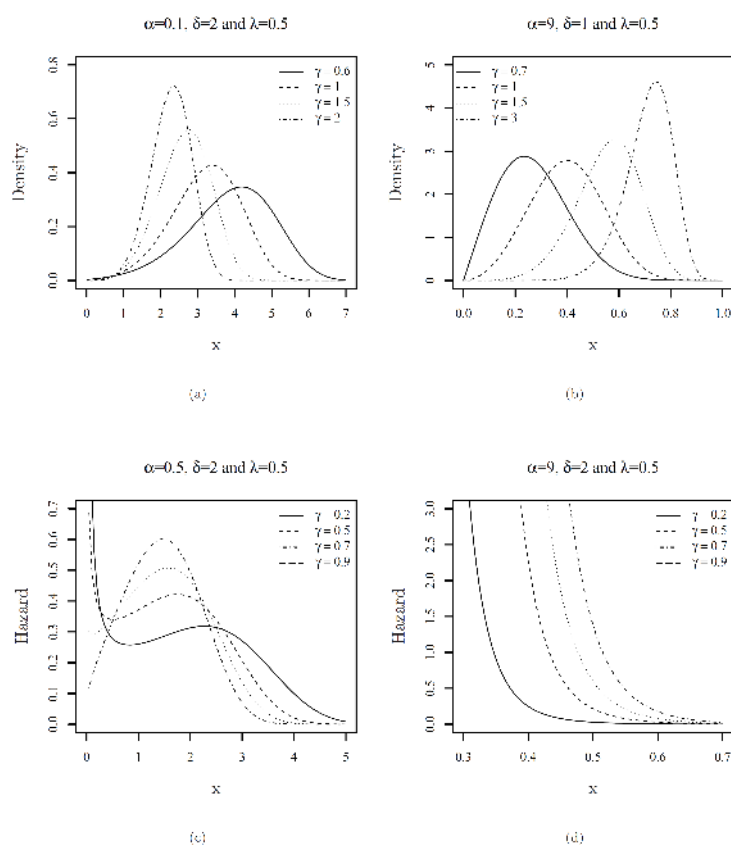 α=0.1, δ=2 and λ=0.5
γ = 0.6
γ = 1
γ = 1.5
γ = 2
Density
0.0 0.2 0.4 0.6 0.8
0 1 2 3 4 5 6 7
x
(a)
α=9, δ=1 and λ=0.5
γ = 0.7
γ = 1
γ = 1.5
γ = 3
Density
0 1 2 3 4 5
0.0 0.2 0.4 0.6 0.8 1.0
x
(b)
α=0.5, δ=2 and λ=0.5
γ = 0.2
γ = 0.5
γ = 0.7
γ = 0.9
Hazard
0.0 0.1 0.2 0.3 0.4 0.5 0.6 0.7
0 1 2 3 4 5
x
(c)
α=9, δ=2 and λ=0.5
γ = 0.2
γ = 0.5
γ = 0.7
γ = 0.9
Hazard
0.0 0.5 1.0 1.5 2.0 2.5 3.0
0.3 0.4 0.5 0.6 0.7
x
(d)